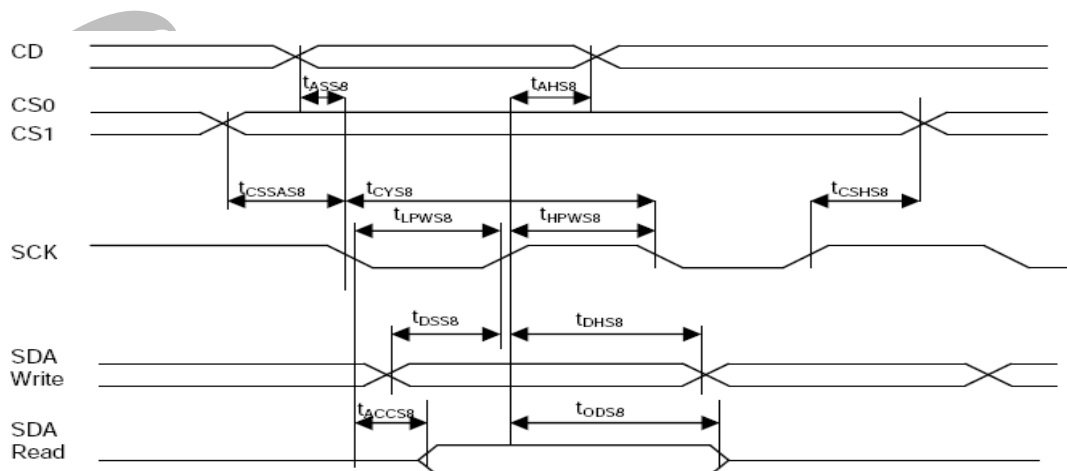 CD
tASS8 tAHS8
CS0
CS1
tCSSAS8 tCYS8 tCSHS8
tLPWS8 tHPWS8
SCK
tDSS8 tDHS8
SDA
Write
tACCS8 tODS8
SDA
Read